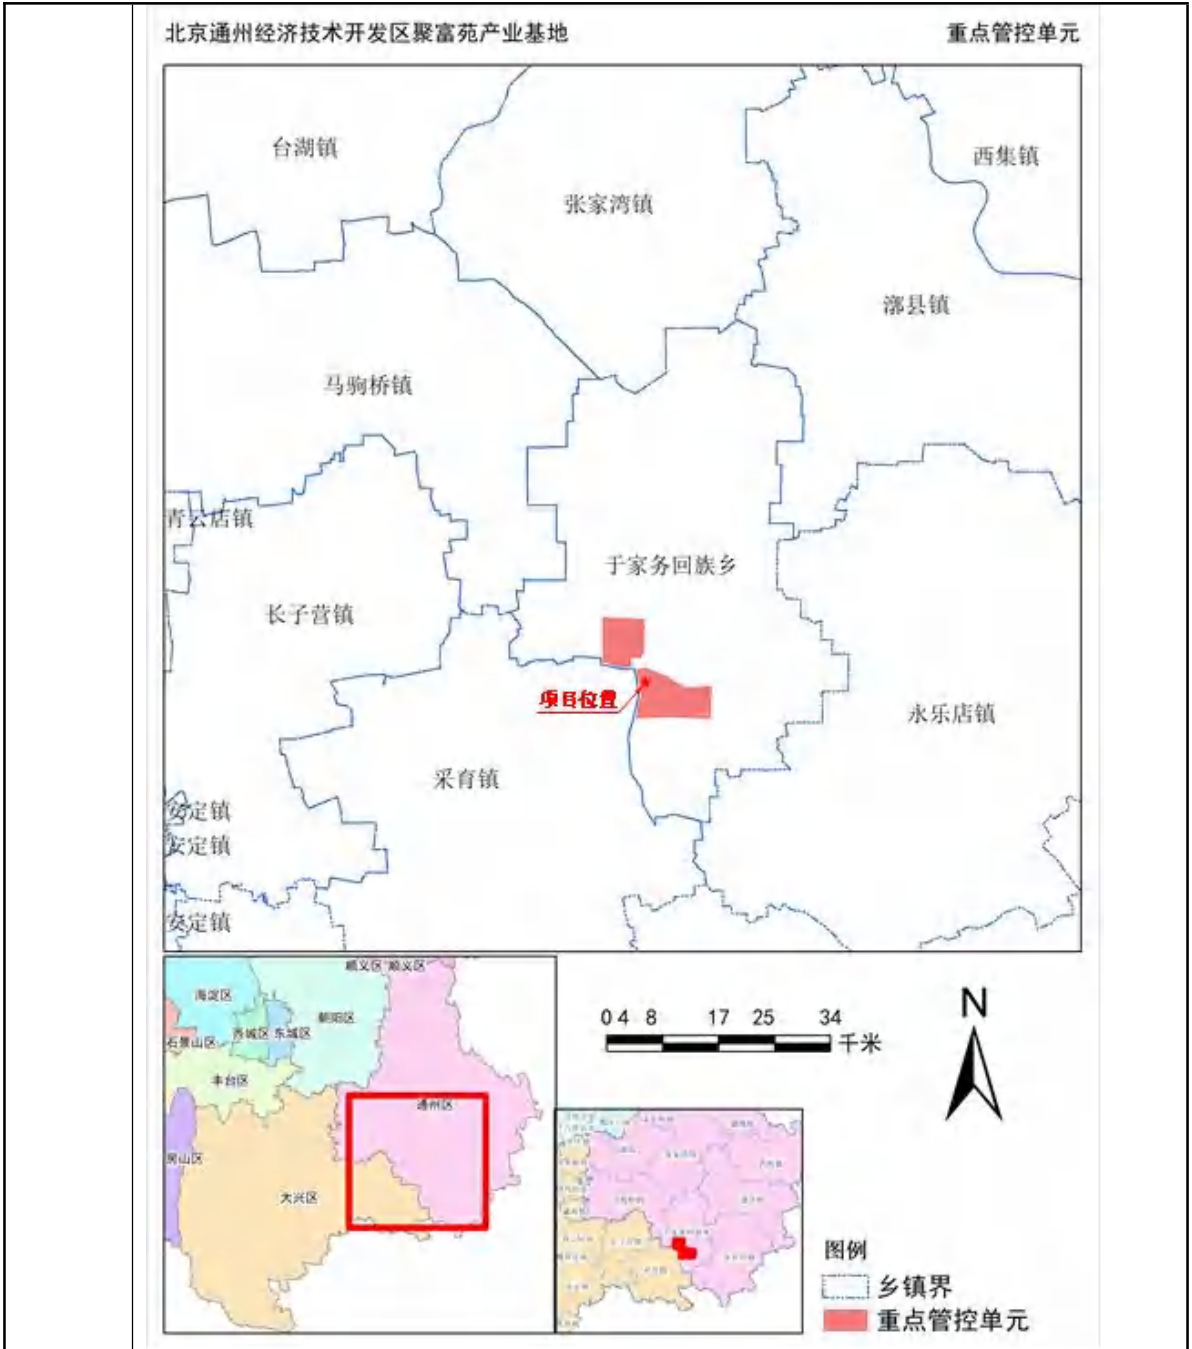 北京通州经济技术开发区聚富苑产业基地 重点管控单元
台湖镇
西集镇
张家湾镇
漷县镇
马驹桥镇
青云店镇
于家务回族乡
长子营镇
项目位置
永乐店镇
采育镇
安定镇
安定镇
安定镇
顺义区 顺义区
海淀区
朝阳区
西城区 东城区
石景山区
丰台区
通州区
房山区
大兴区
0 4 8 17 25 34
千米
N
图例
乡镇界
重点管控单元